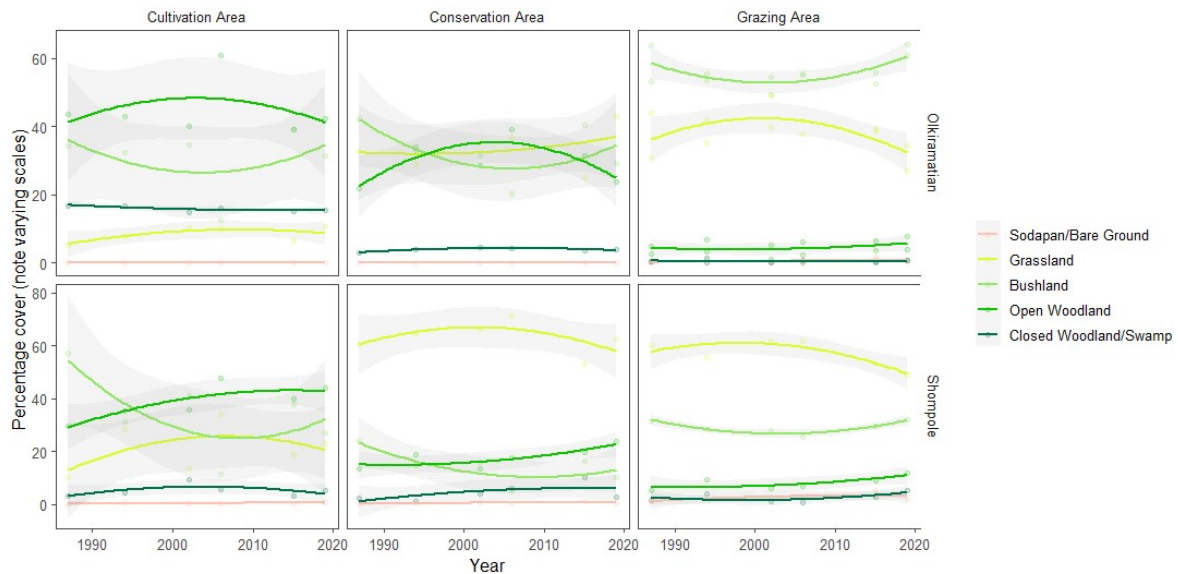 Cultivation Area
Conservation Area
Grazing Area
60
40
20
0
Olkiramatian
80
60
40
20
0
Shompole
Percentage cover (note varying scales)
1990
2000
2010
2020
1990
2000
2010
2020
1990
2000
2010
2020
Year
Sodapan/Bare Ground
Grassland
Bushland
Open Woodland
Closed Woodland/Swamp